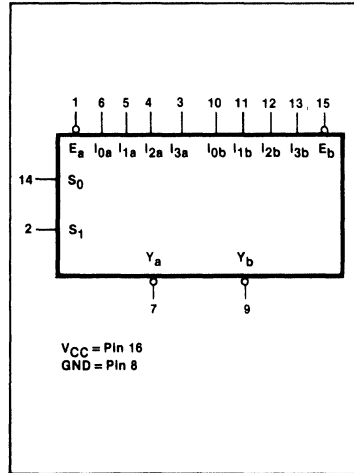 1 6 5 4 3 10 11 12 13 15
Ea I0a I1a I2a I3a I0b I1b I2b I3b Eb
14 S0
2 S1
Ya Yb
7 9
VCC = Pin 16
GND = Pin 8